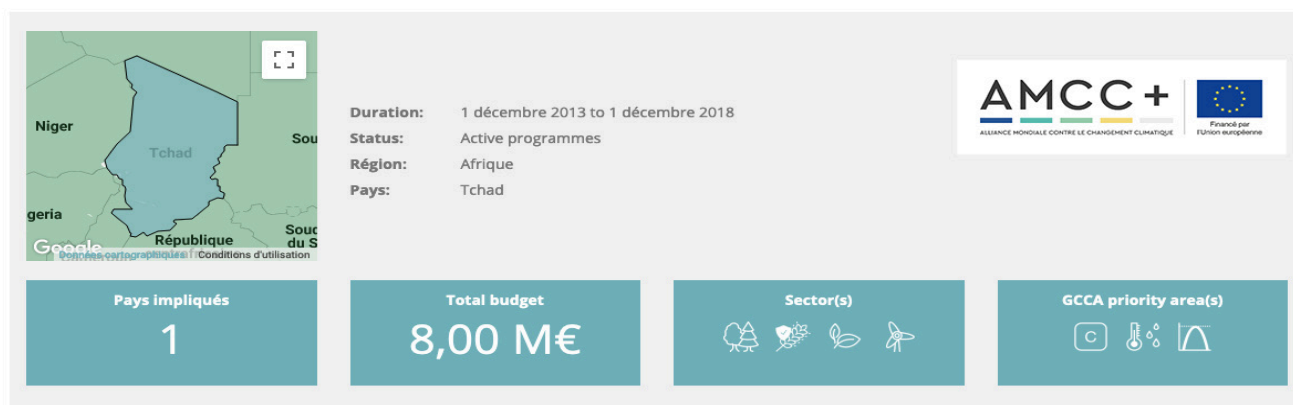 Niger
Tchad
Sou
geria
République
Souc
du S
Google
Données cartographiques
Conditions d'utilisation
Duration: 1 décembre 2013 to 1 décembre 2018
Status: Active programmes
Région: Afrique
Pays: Tchad
AMCC+
ALLIANCE MONDIALE CONTRE LE CHANGEMENT CLIMATIQUE
Financé par
l'Union européenne
Pays impliqués
1
Total budget
8,00 M€
Sector(s)
GCCA priority area(s)
C